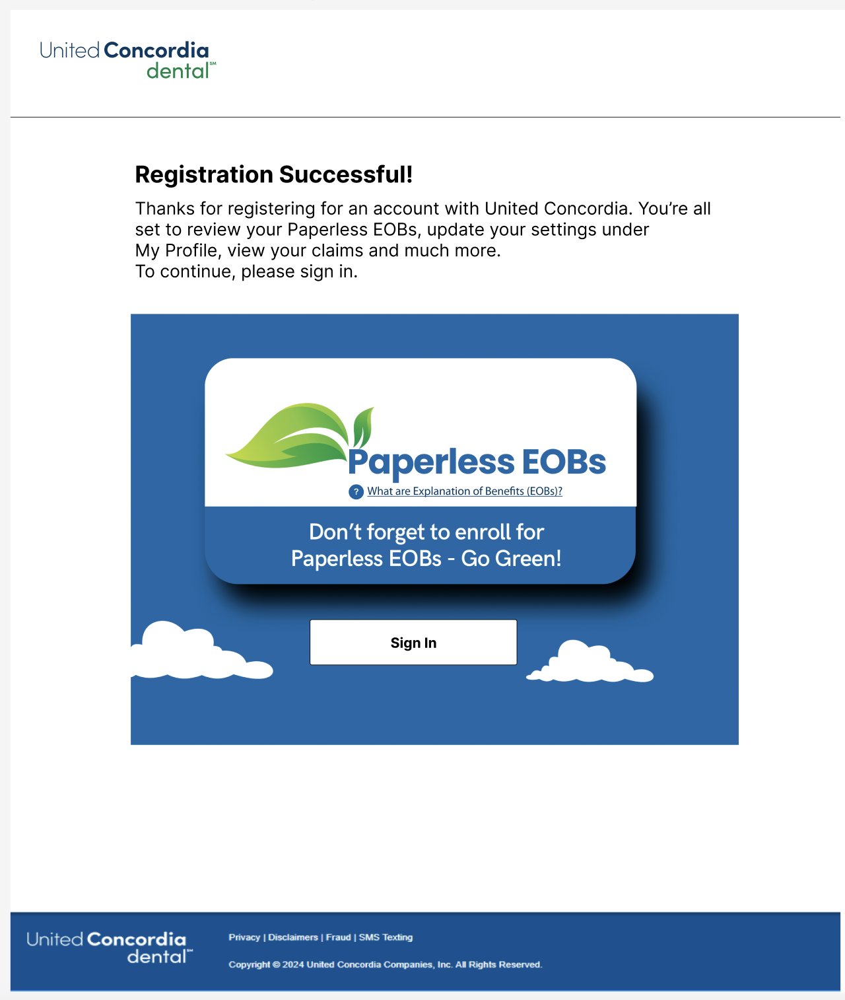 United Concordia
dental℠
Registration Successful!
Thanks for registering for an account with United Concordia. You’re all
set to review your Paperless EOBs, update your settings under
My Profile, view your claims and much more.
To continue, please sign in.
Paperless EOBs
? What are Explanation of Benefits (EOBs)?
Don’t forget to enroll for
Paperless EOBs - Go Green!
Sign In
United Concordia
dental℠
Privacy | Disclaimers | Fraud | SMS Texting
Copyright © 2024 United Concordia Companies, Inc. All Rights Reserved.